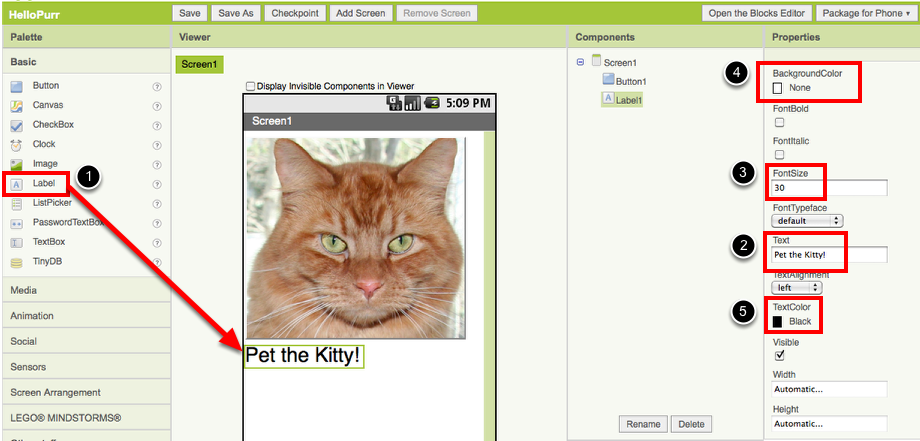 HelloPurr
Save
Save As
Checkpoint
Add Screen
Remove Screen
Open the Blocks Editor
Package for Phone
Palette
Viewer
Components
Properties
Basic
Button
Canvas
CheckBox
Clock
Image
Label
ListPicker
PasswordTextBox
TextBox
TinyDB
Media
Animation
Social
Sensors
Screen Arrangement
LEGO® MINDSTORMS®
1
Screen1
Display Invisible Components in Viewer
5:09 PM
Screen1
Pet the Kitty!
Screen1
Button1
Label1
Rename
Delete
4
BackgroundColor
None
FontBold
FontItalic
3
FontSize
30
FontTypeface
default
2
Text
Pet the Kitty!
TextAlignment
left
5
TextColor
Black
Visible
Width
Automatic...
Height
Automatic...